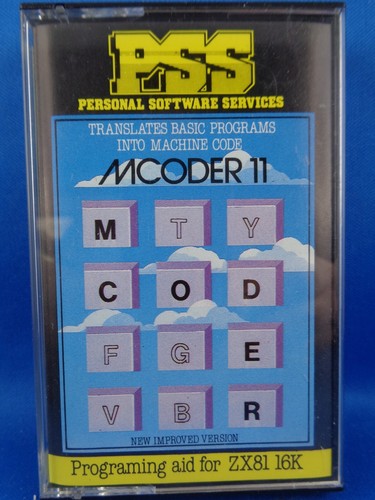 PSS
PERSONAL SOFTWARE SERVICES
TRANSLATES BASIC PROGRAMS
INTO MACHINE CODE
MCODER 11
M T Y
C O D
F G E
V B R
NEW IMPROVED VERSION
Programing aid for ZX81 16K